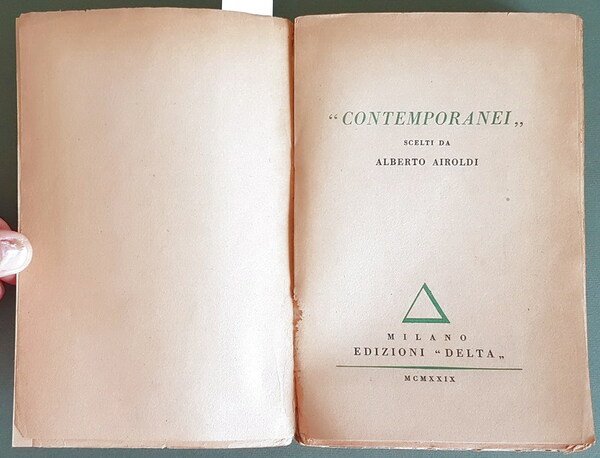 “CONTEMPORANEI„
SCELTI DA
ALBERTO AIROLDI
MILANO
EDIZIONI “DELTA„
MCMXXIX